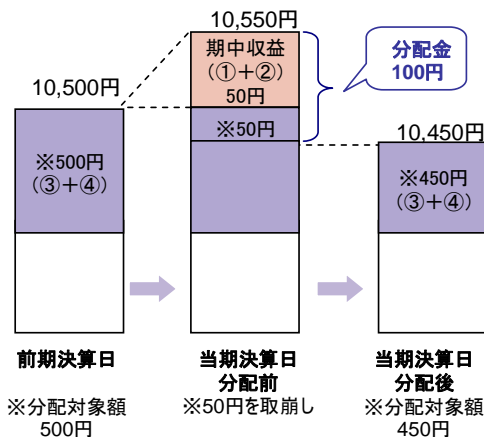 10,550円
期中収益
(①+②)
50円
分配金
100円
10,500円
※50円
10,450円
※500円
(③+④)
※450円
(③+④)
前期決算日
当期決算日
分配前
当期決算日
分配後
※分配対象額
500円
※50円を取崩し
※分配対象額
450円